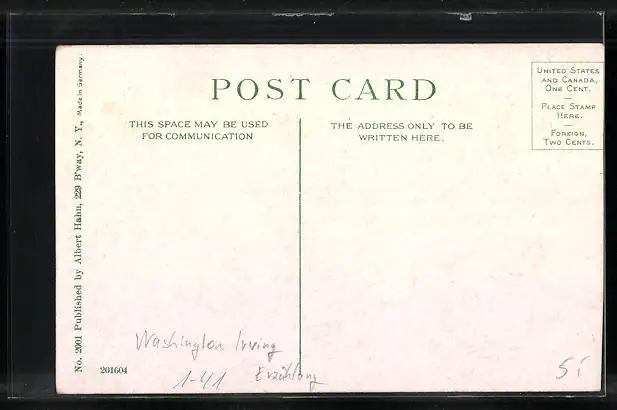 POST CARD
THIS SPACE MAY BE USED
FOR COMMUNICATION
THE ADDRESS ONLY TO BE
WRITTEN HERE.
UNITED STATES
AND CANADA,
ONE CENT.
PLACE STAMP
HERE.
FOREIGN,
TWO CENTS.
No. 2001 Published by Albert Hahn, 229 B'way, N. Y., Made in Germany.
201604
Washington Irving
1-41 Erzählung